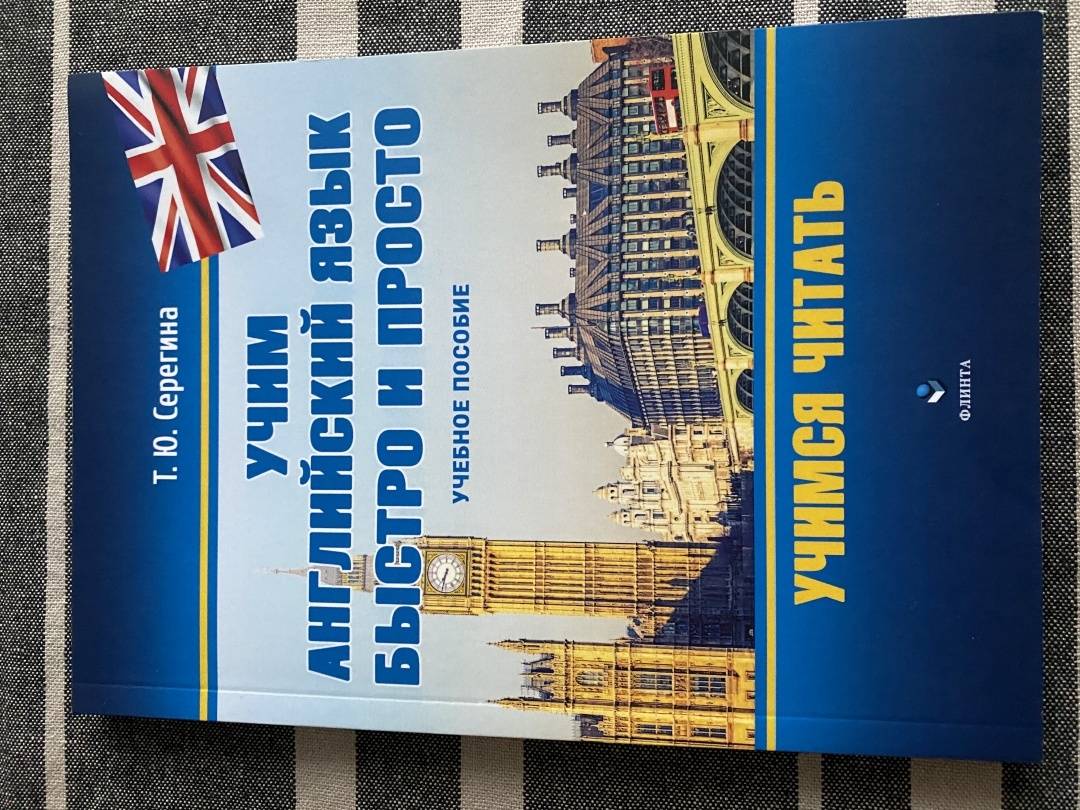 Т. Ю. Серегина
УЧИМ
АНГЛИЙСКИЙ ЯЗЫК
БЫСТРО И ПРОСТО
УЧЕБНОЕ ПОСОБИЕ
УЧИМСЯ ЧИТАТЬ
ФЛИНТА